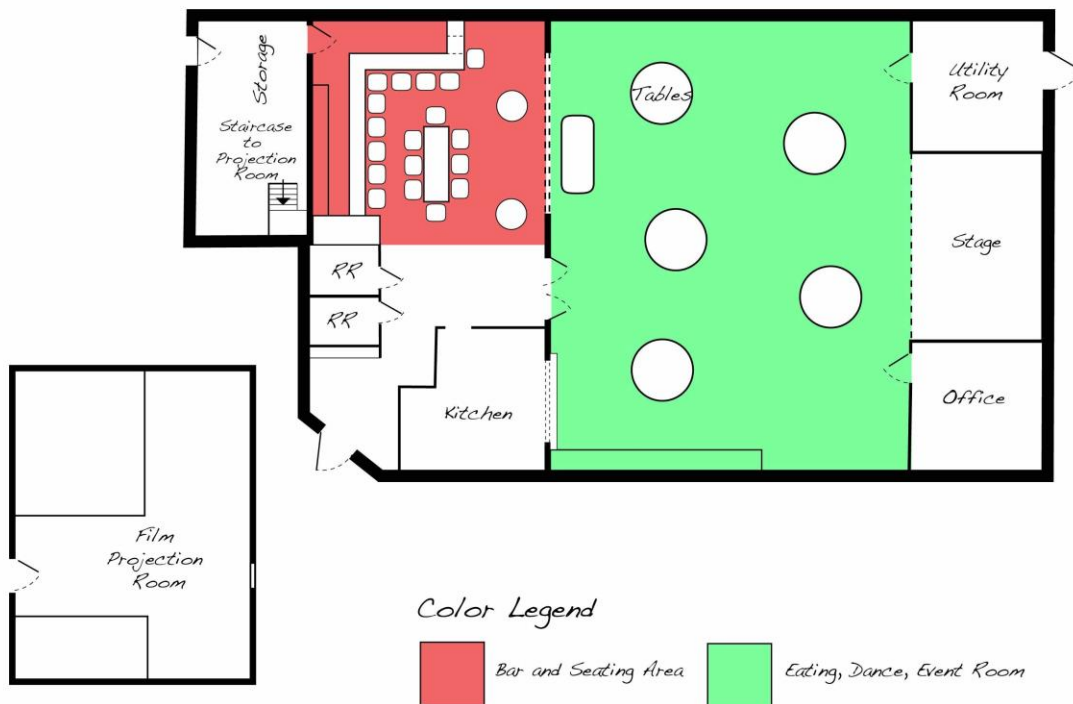 Storage
Staircase
to
Projection
Room
Tables
Utility
Room
RR
RR
Stage
Kitchen
Office
Film
Projection
Room
Color Legend
Bar and Seating Area
Eating, Dance, Event Room